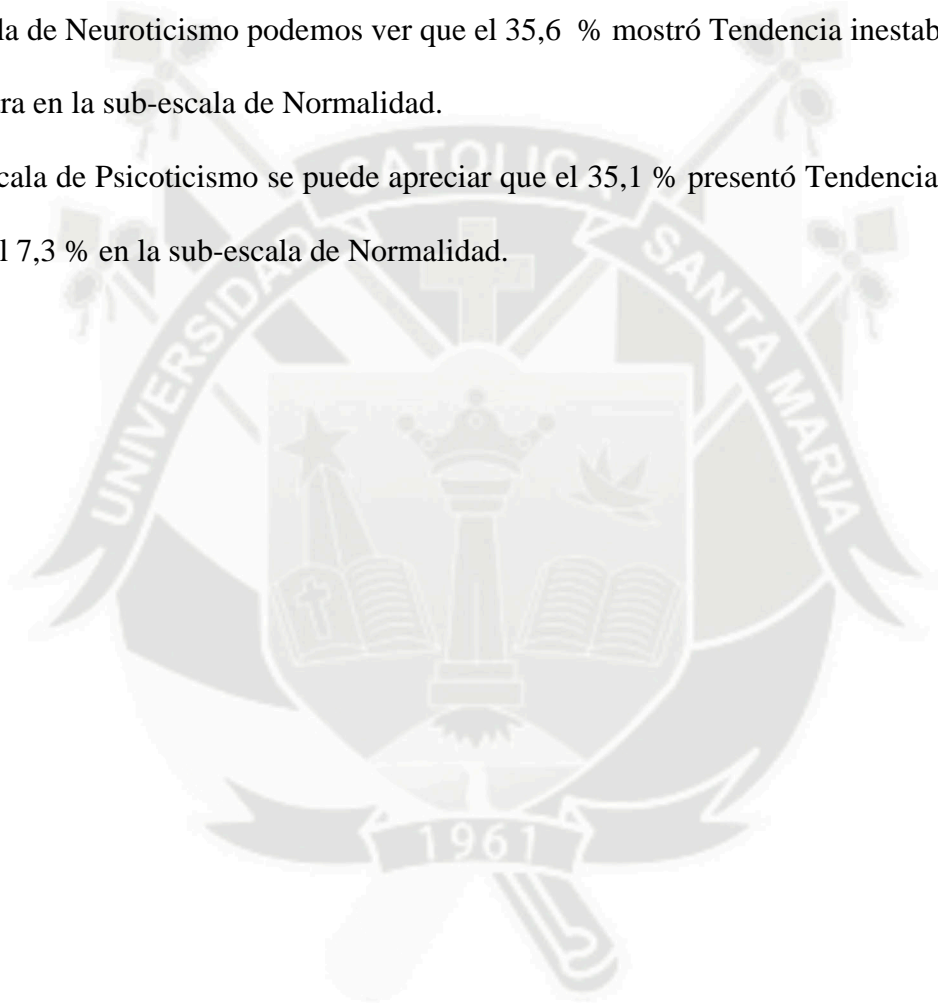 la de Neuroticismo podemos ver que el 35,6 % mostró Tendencia inestab
ra en la sub-escala de Normalidad.
cala de Psicoticismo se puede apreciar que el 35,1 % presentó Tendencia
l 7,3 % en la sub-escala de Normalidad.
UNIVERSIDAD CATOLICA SANTA MARIA
1961